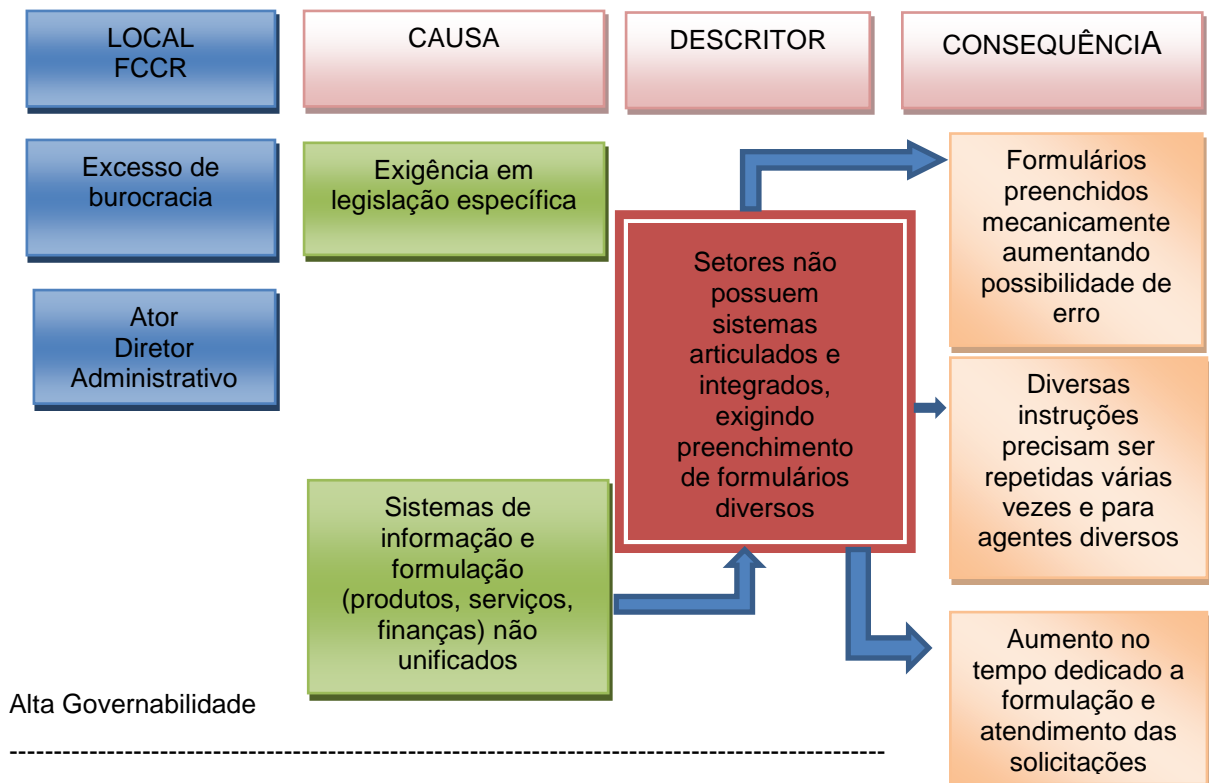 LOCAL
FCCR
CAUSA
DESCRITOR
CONSEQUÊNCIA
Excesso de
burocracia
Exigência em
legislação específica
Formulários
preenchidos
mecanicamente
aumentando
possibilidade de
erro
Ator
Diretor
Administrativo
Setores não
possuem
sistemas
articulados e
integrados,
exigindo
preenchimento
de formulários
diversos
Diversas
instruções
precisam ser
repetidas várias
vezes e para
agentes diversos
Sistemas de
informação e
formulação
(produtos, serviços,
finanças) não
unificados
Aumento no
tempo dedicado a
formulação e
atendimento das
solicitações
Alta Governabilidade